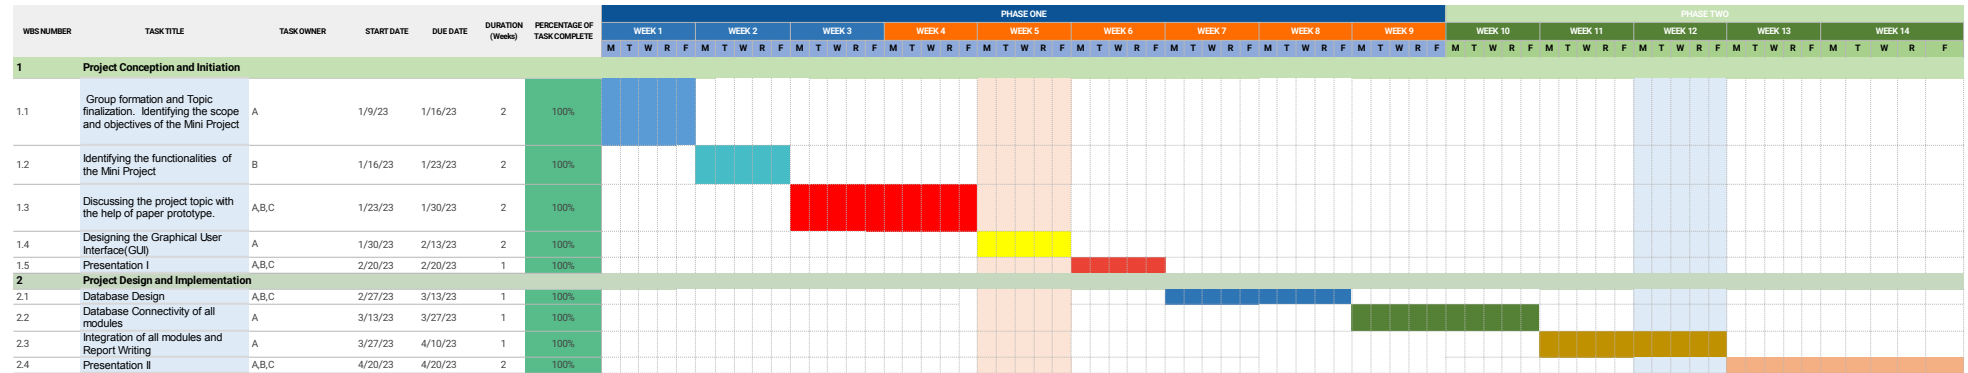 PHASE ONE PHASE TWO
WBS NUMBER TASK TITLE TASK OWNER START DATE DUE DATE DURATION (Weeks) PERCENTAGE OF TASK COMPLETE WEEK 1 WEEK 2 WEEK 3 WEEK 4 WEEK 5 WEEK 6 WEEK 7 WEEK 8 WEEK 9 WEEK 10 WEEK 11 WEEK 12 WEEK 13 WEEK 14
M T W R F M T W R F M T W R F M T W R F M T W R F M T W R F M T W R F M T W R F M T W R F M T W R F M T W R F M T W R F M T W R F M T W R F
1 Project Conception and Initiation
1.1 Group formation and Topic finalization. Identifying the scope and objectives of the Mini Project A 1/9/23 1/16/23 2 100%
1.2 Identifying the functionalities of the Mini Project B 1/16/23 1/23/23 2 100%
1.3 Discussing the project topic with the help of paper prototype. A,B,C 1/23/23 1/30/23 2 100%
1.4 Designing the Graphical User Interface(GUI) A 1/30/23 2/13/23 2 100%
1.5 Presentation I A,B,C 2/20/23 2/20/23 1 100%
2 Project Design and Implementation
2.1 Database Design A,B,C 2/27/23 3/13/23 1 100%
2.2 Database Connectivity of all modules A 3/13/23 3/27/23 1 100%
2.3 Integration of all modules and Report Writing A 3/27/23 4/10/23 1 100%
2.4 Presentation II A,B,C 4/20/23 4/20/23 2 100%